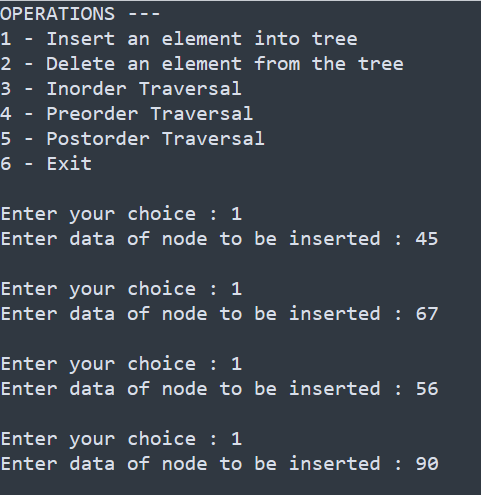 OPERATIONS ---
1 - Insert an element into tree
2 - Delete an element from the tree
3 - Inorder Traversal
4 - Preorder Traversal
5 - Postorder Traversal
6 - Exit
Enter your choice : 1
Enter data of node to be inserted : 45
Enter your choice : 1
Enter data of node to be inserted : 67
Enter your choice : 1
Enter data of node to be inserted : 56
Enter your choice : 1
Enter data of node to be inserted : 90